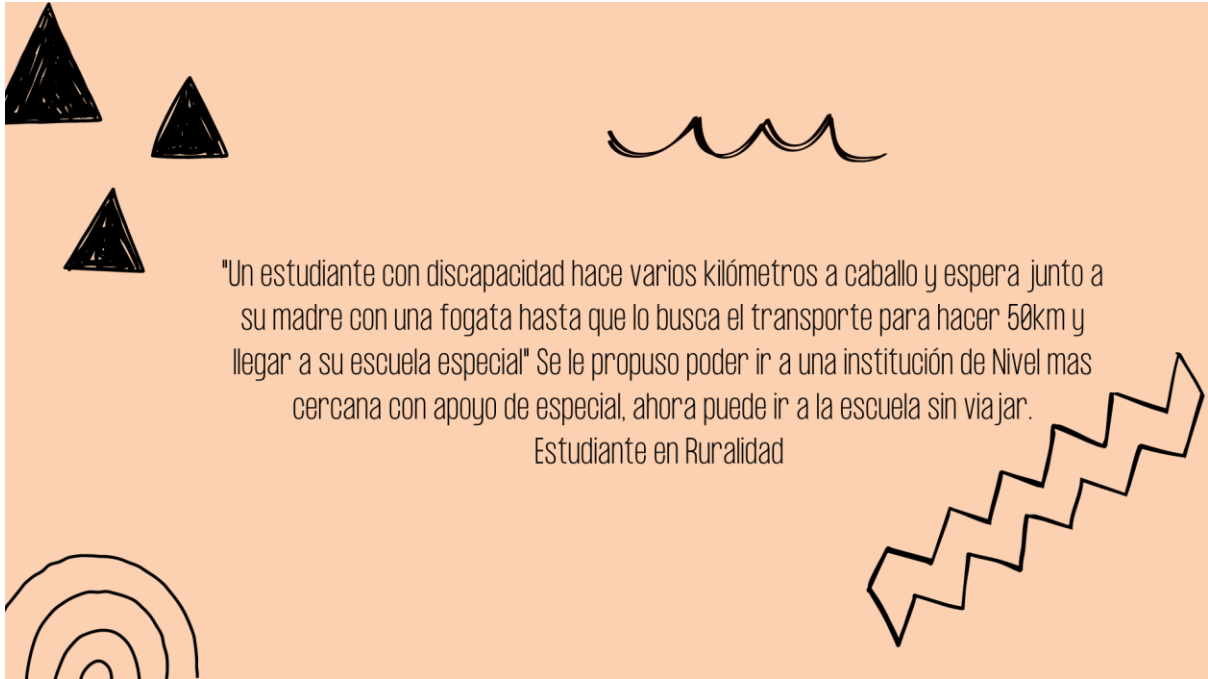 "Un estudiante con discapacidad hace varios kilómetros a caballo y espera junto a
su madre con una fogata hasta que lo busca el transporte para hacer 50km y
llegar a su escuela especial" Se le propuso poder ir a una institución de Nivel mas
cercana con apoyo de especial, ahora puede ir a la escuela sin viajar.
Estudiante en Ruralidad